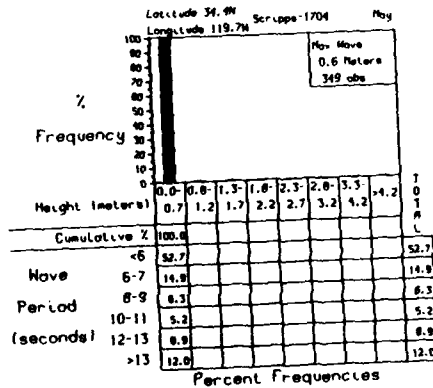 Latitude 34.4N Scripps-1704 May
Longitude 119.7W
Max Wave
0.6 Meters
349 obs
%
Frequency
100
90
80
70
60
50
40
30
20
10
0
Height (meters) 0.0-0.7 0.8-1.2 1.3-1.7 1.8-2.2 2.3-2.7 2.8-3.2 3.3-4.2 >4.2 TOTAL
Cumulative % 100.0
Wave Period (seconds)
<6 52.7 52.7
6-7 14.9 14.9
8-9 6.3 6.3
10-11 5.2 5.2
12-13 8.9 8.9
>13 12.0 12.0
Percent Frequencies